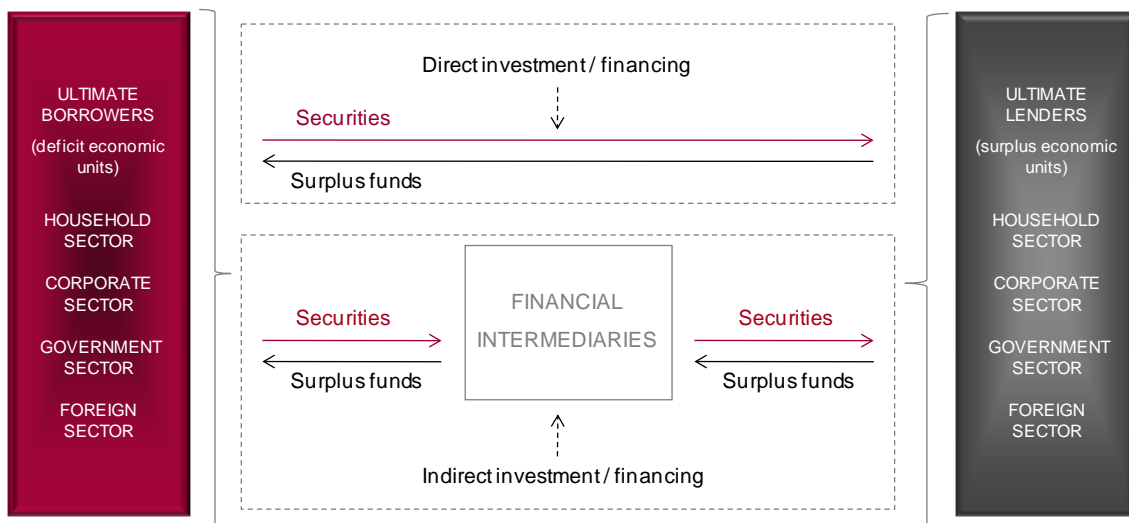 ULTIMATE
BORROWERS
(deficit economic
units)
HOUSEHOLD
SECTOR
CORPORATE
SECTOR
GOVERNMENT
SECTOR
FOREIGN
SECTOR
Direct investment / financing
Securities
Surplus funds
FINANCIAL
INTERMEDIARIES
Securities
Surplus funds
Securities
Surplus funds
Indirect investment / financing
ULTIMATE
LENDERS
(surplus economic
units)
HOUSEHOLD
SECTOR
CORPORATE
SECTOR
GOVERNMENT
SECTOR
FOREIGN
SECTOR